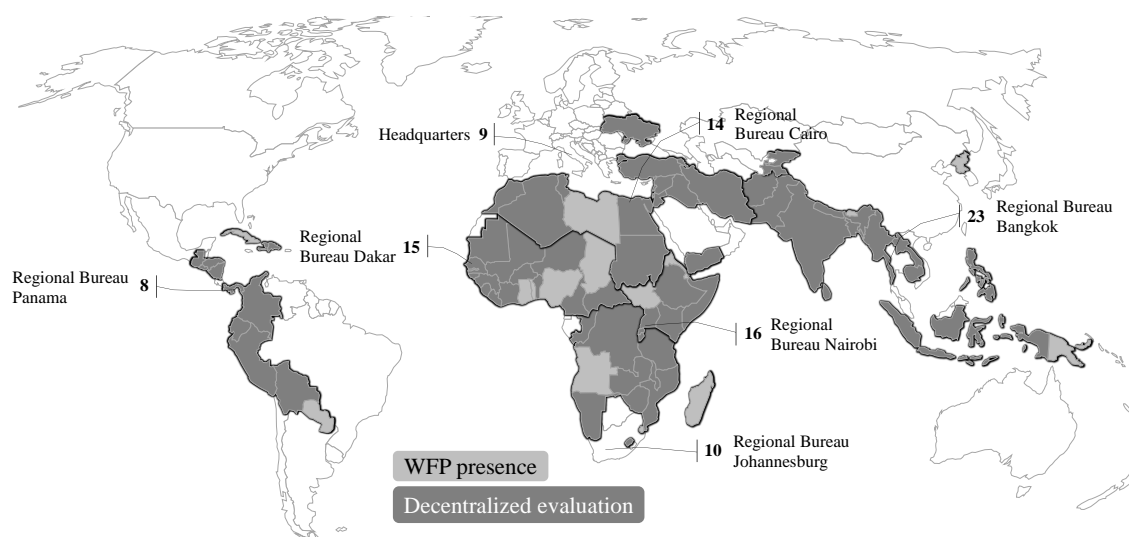 Headquarters 9
14 Regional
Bureau Cairo
23 Regional Bureau
Bangkok
Regional
Bureau Dakar 15
Regional Bureau
Panama 8
16 Regional
Bureau Nairobi
10 Regional Bureau
Johannesburg
WFP presence
Decentralized evaluation